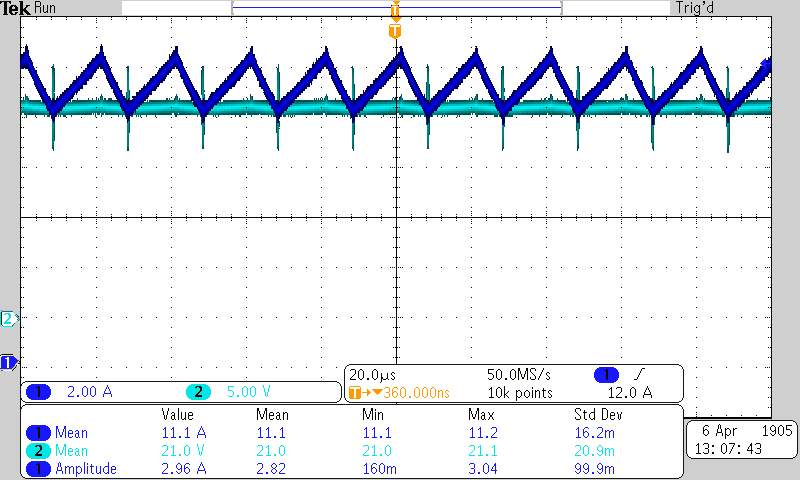 Tek Run Trig'd
T
T
2
1
1 2.00 A 2 5.00 V
20.0µs 50.0MS/s 1
T→▼360.000ns 10k points 12.0 A
Value Mean Min Max Std Dev
1 Mean 11.1 A 11.1 11.1 11.2 16.2m
2 Mean 21.0 V 21.0 21.0 21.1 20.9m
1 Amplitude 2.96 A 2.82 160m 3.04 99.9m
6 Apr 1905
13:07:43